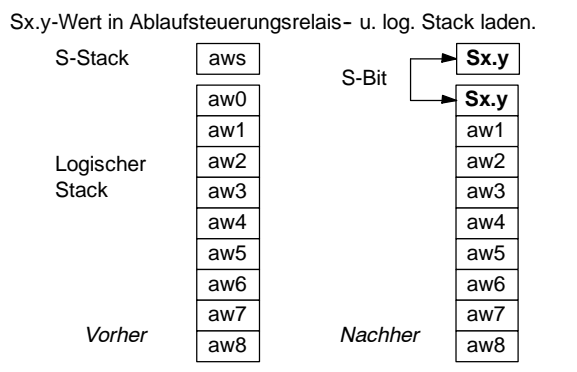 Sx.y-Wert in Ablaufsteuerungsrelais- u. log. Stack laden.
S-Stack aws S-Bit Sx.y
aw0 Sx.y
aw1 aw1
Logischer Stack aw2 aw2
aw3 aw3
aw4 aw4
aw5 aw5
aw6 aw6
aw7 aw7
Vorher aw8 Nachher aw8